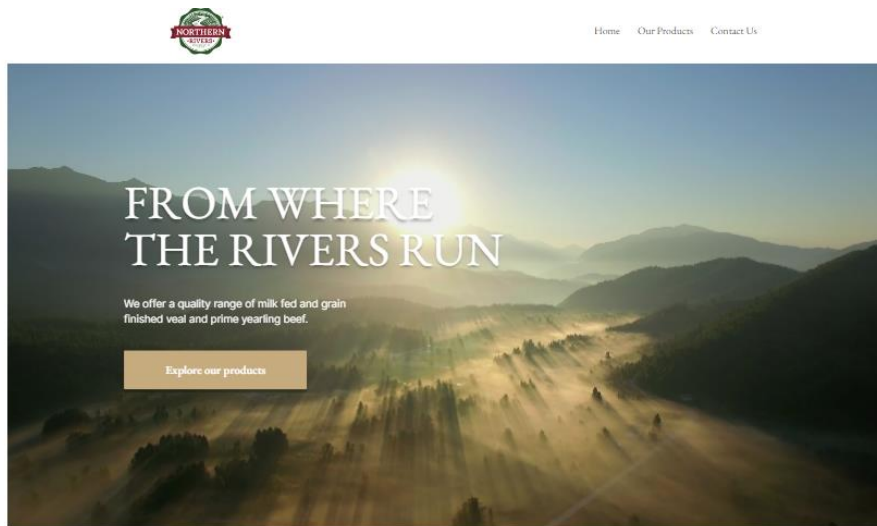 NORTHERN
RIVERS
Home Our Products Contact Us
FROM WHERE
THE RIVERS RUN
We offer a quality range of milk fed and grain
finished veal and prime yearling beef.
Explore our products